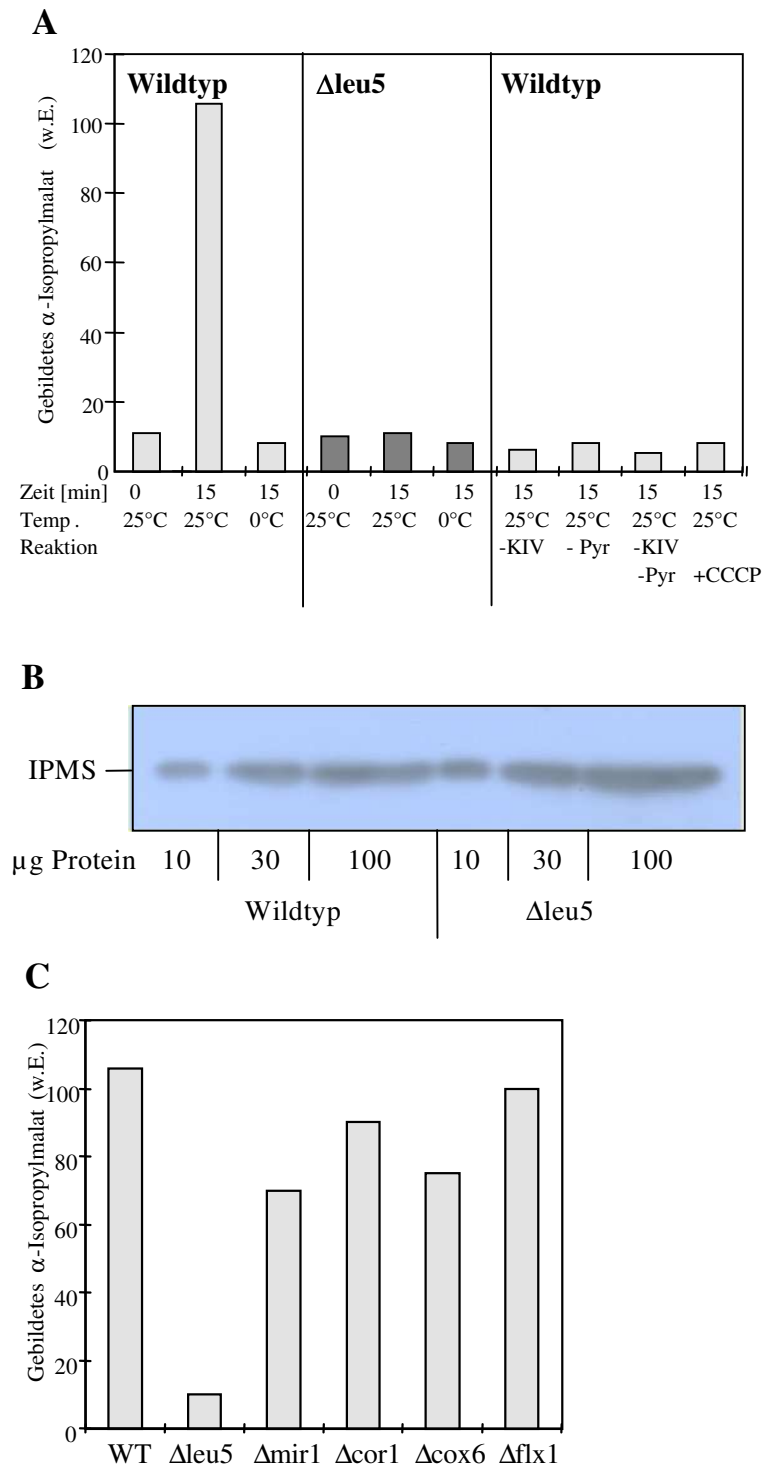 A
Wildtyp Δleu5 Wildtyp
Gebildetes α-Isopropylmalat (w.E.)
120
100
80
60
40
20
0
Zeit [min] 0 15 15 0 15 15 15 15 15 15
Temp. 25°C 25°C 0°C 25°C 25°C 0°C 25°C 25°C 25°C 25°C
Reaktion -KIV - Pyr -KIV
-Pyr +CCCP
B
IPMS
µg Protein 10 30 100 10 30 100
Wildtyp Δleu5
C
Gebildetes α-Isopropylmalat (w.E.)
120
100
80
60
40
20
0
WT Δleu5 Δmir1 Δcor1 Δcox6 Δflx1